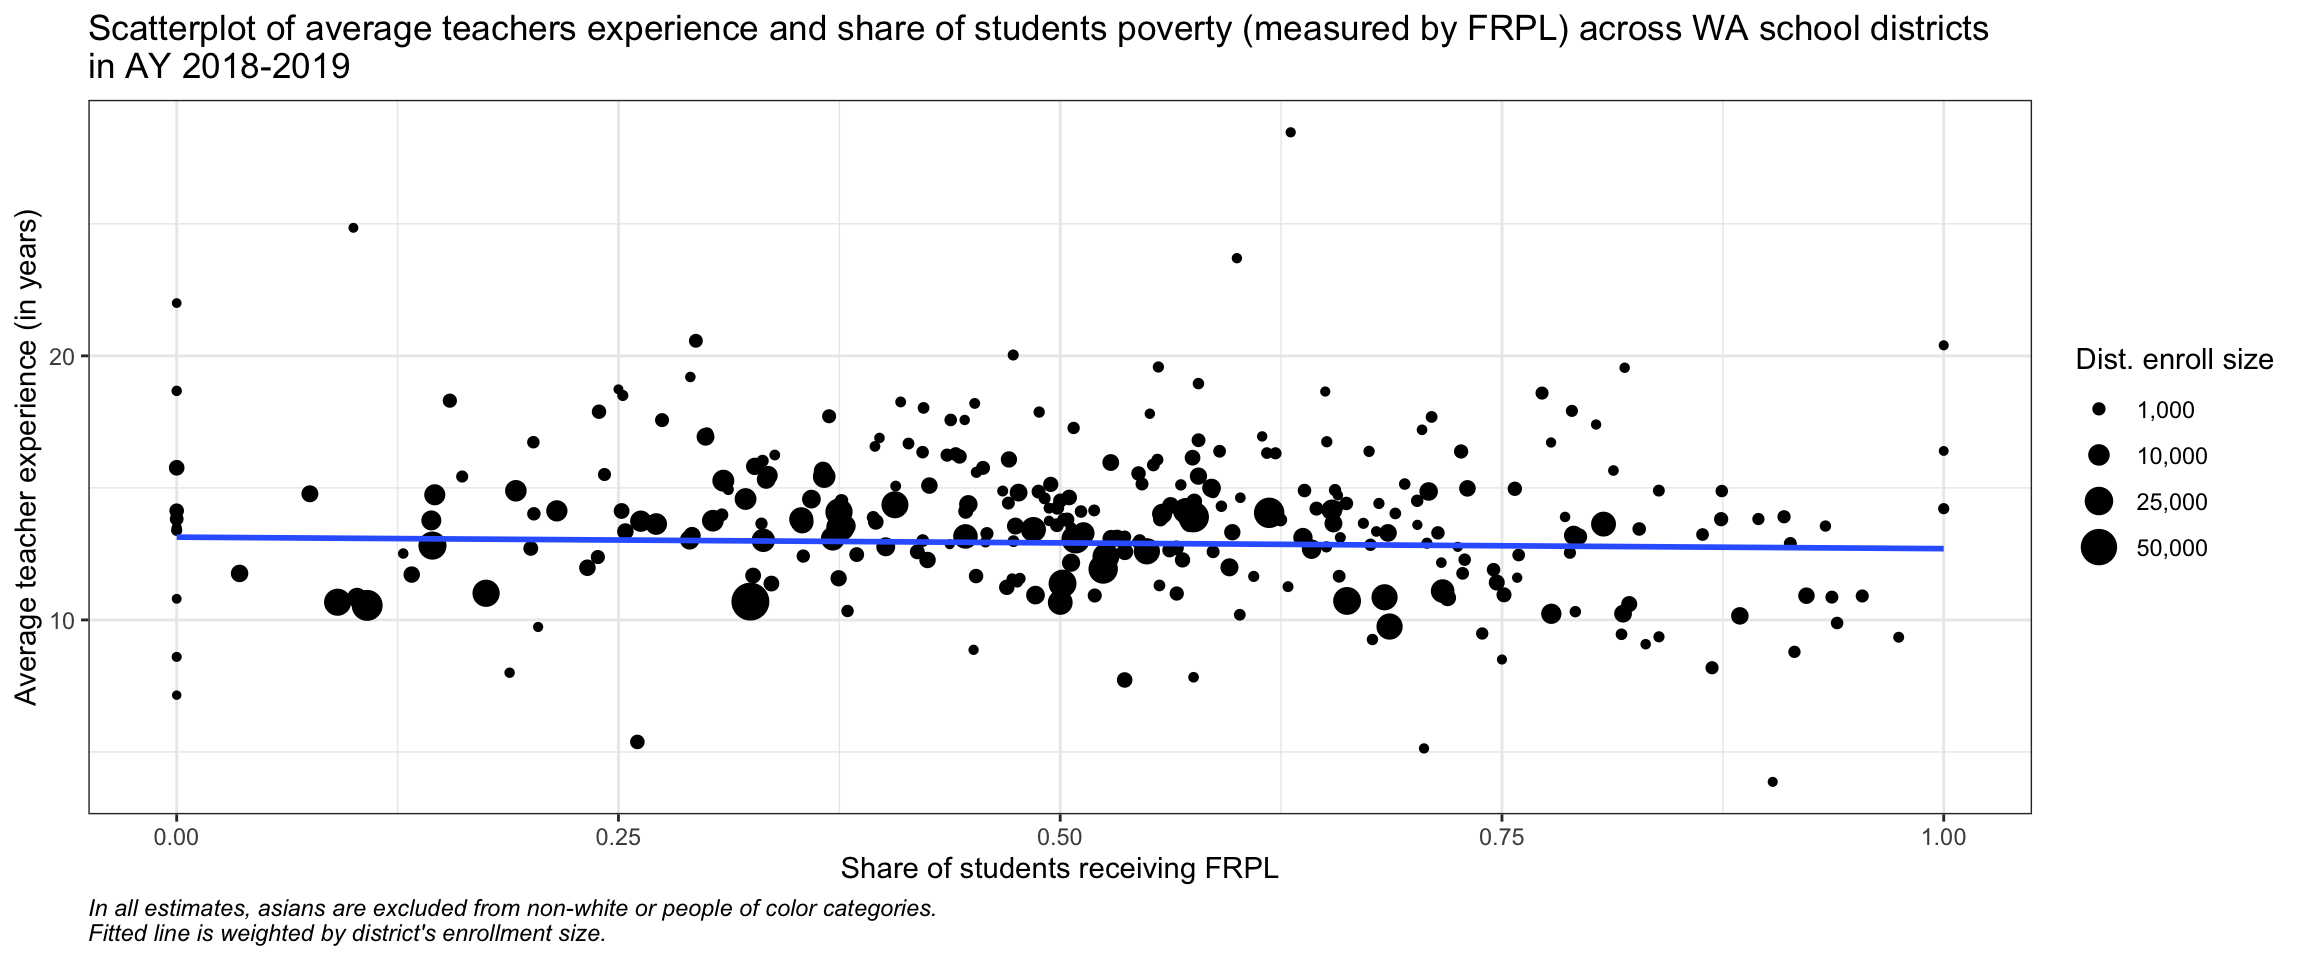 Scatterplot of average teachers experience and share of students poverty (measured by FRPL) across WA school districts
in AY 2018-2019
Average teacher experience (in years)
20
10
0.00
0.25
0.50
0.75
1.00
Share of students receiving FRPL
Dist. enroll size
1,000
10,000
25,000
50,000
In all estimates, asians are excluded from non-white or people of color categories.
Fitted line is weighted by district's enrollment size.